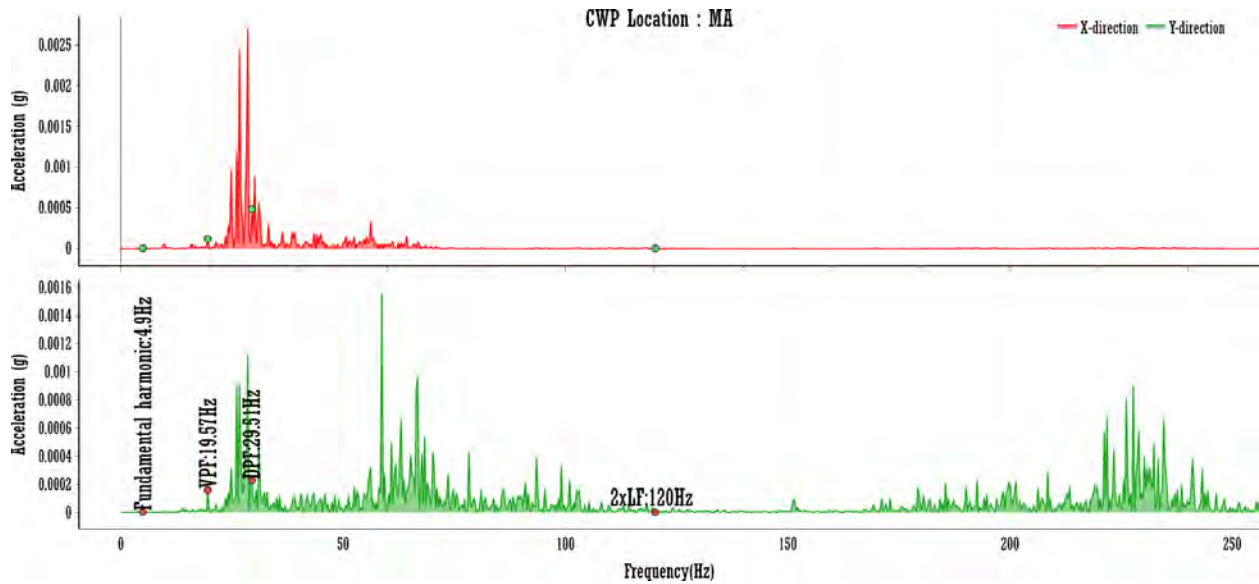 CWP Location : MA
X-direction
Y-direction
Acceleration (g)
0.0025
0.002
0.0015
0.001
0.0005
0
Acceleration (g)
0.0016
0.0014
0.0012
0.001
0.0008
0.0006
0.0004
0.0002
0
Fundamental harmonic:4.9Hz
VPF:19.57Hz
DPF:29.51Hz
2xLF:120Hz
0
50
100
150
200
250
Frequency(Hz)